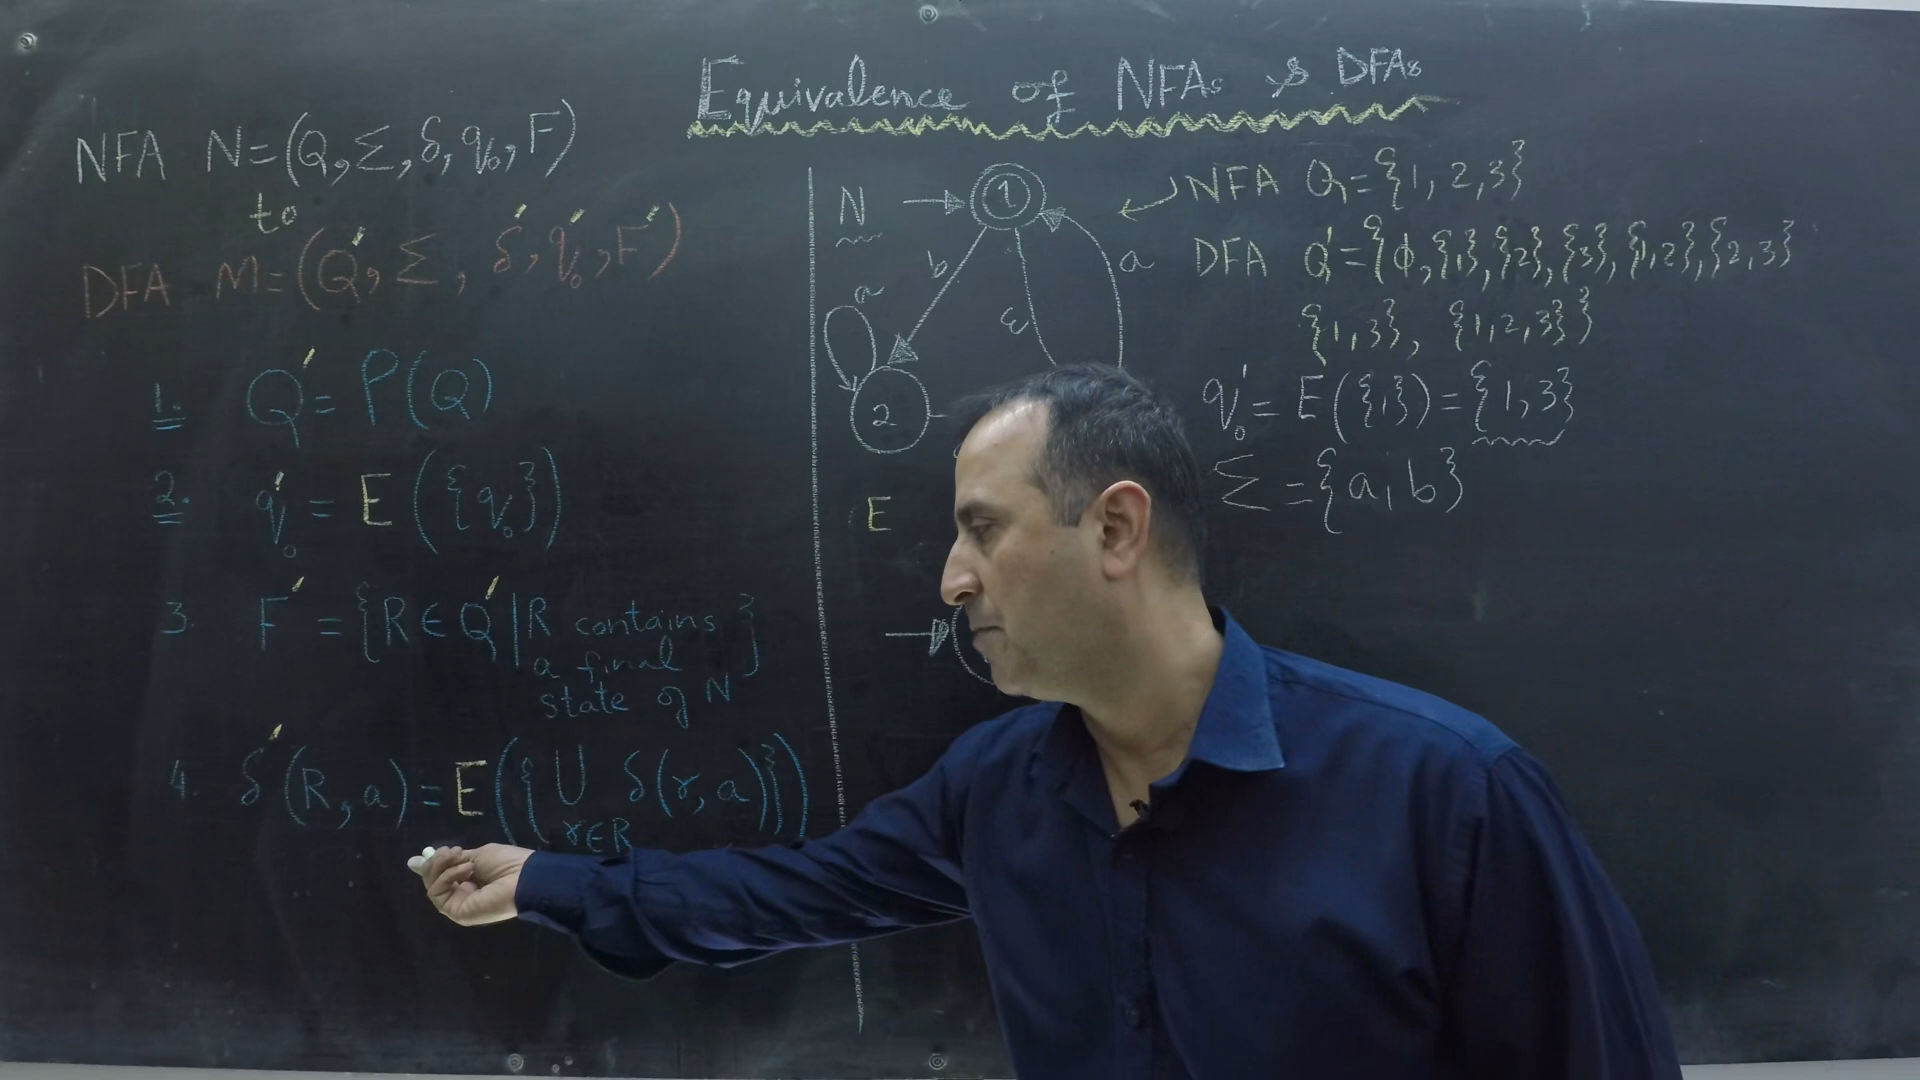 Equivalence of NFAs & DFAs
NFA N=(Q,Σ,δ,q₀,F)
to
DFA M=(Q',Σ,δ',q₀',F')
1. Q'=P(Q)
2. q₀'=E({q₀})
3. F'={R∈Q'|R contains
a final
state of N}
4. δ'(R,a)=E({∪ δ(r,a)})
r∈R
N
1
b
ε
a
a
2
E
NFA Q={1,2,3}
DFA Q'={ϕ,{1},{2},{3},{1,2},{2,3}
{1,3}, {1,2,3}}
q₀'=E({1})={1,3}
Σ={a,b}